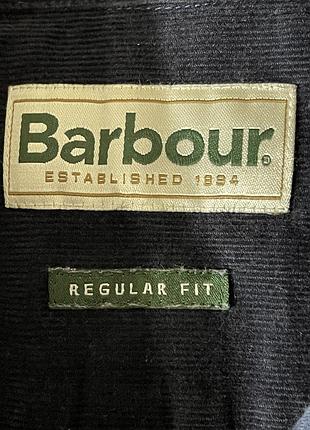 Barbour®
ESTABLISHED 1894
REGULAR FIT